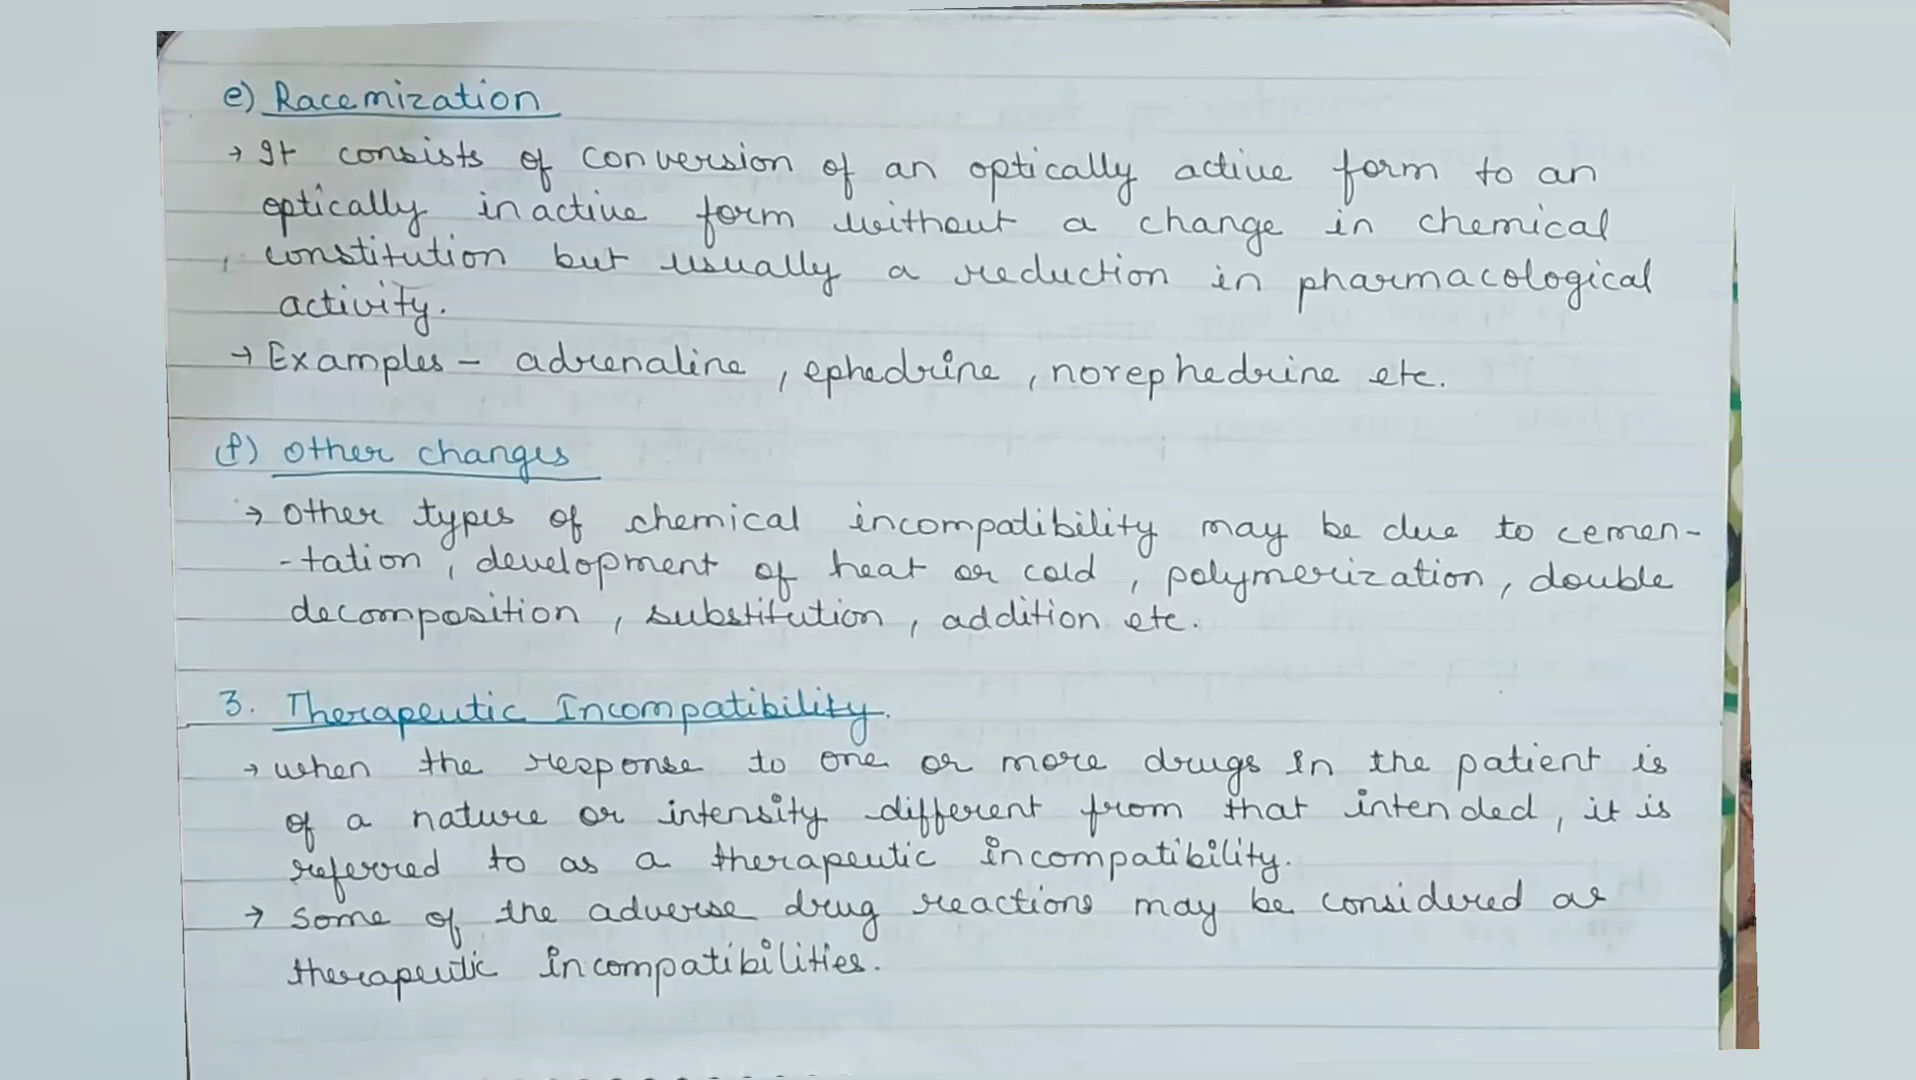 e) Racemization
→ It consists of conversion of an optically active form to an
optically inactive form without a change in chemical
constitution but usually a reduction in pharmacological
activity.
→ Examples - adrenaline, ephedrine, norephedrine etc.
(f) Other changes
→ Other types of chemical incompatibility may be due to cemen-
-tation, development of heat or cold, polymerization, double
decomposition, substitution, addition etc.
3. Therapeutic Incompatibility.
→ when the response to one or more drugs in the patient is
of a nature or intensity different from that intended, it is
referred to as a therapeutic incompatibility.
→ Some of the adverse drug reactions may be considered as
therapeutic incompatibilities.